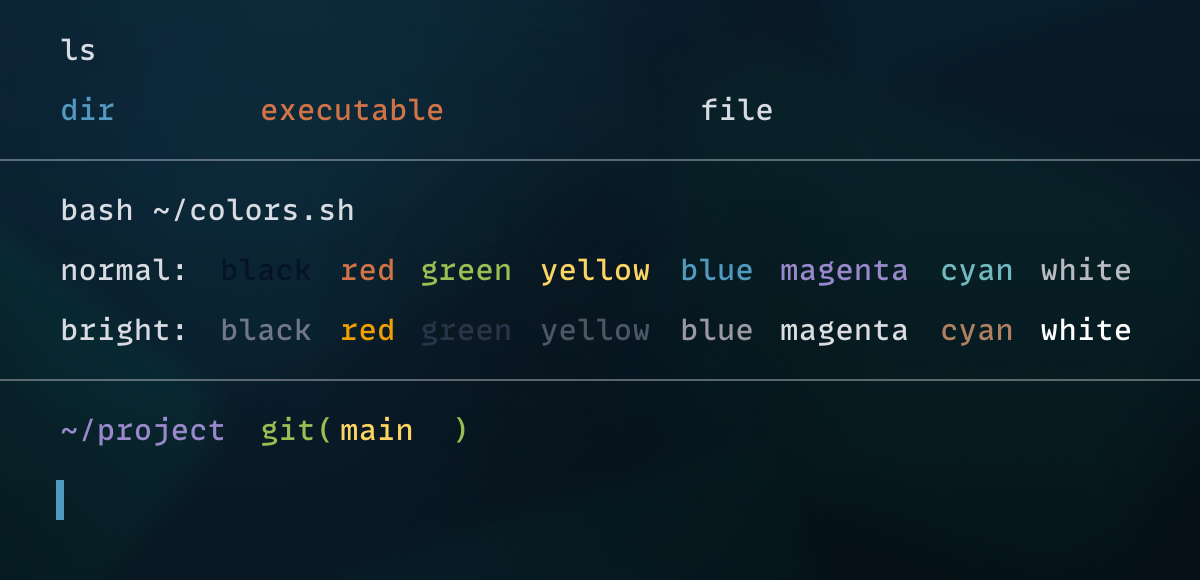 ls
dir executable file
bash ~/colors.sh
normal: black red green yellow blue magenta cyan white
bright: black red green yellow blue magenta cyan white
~/project git(main )